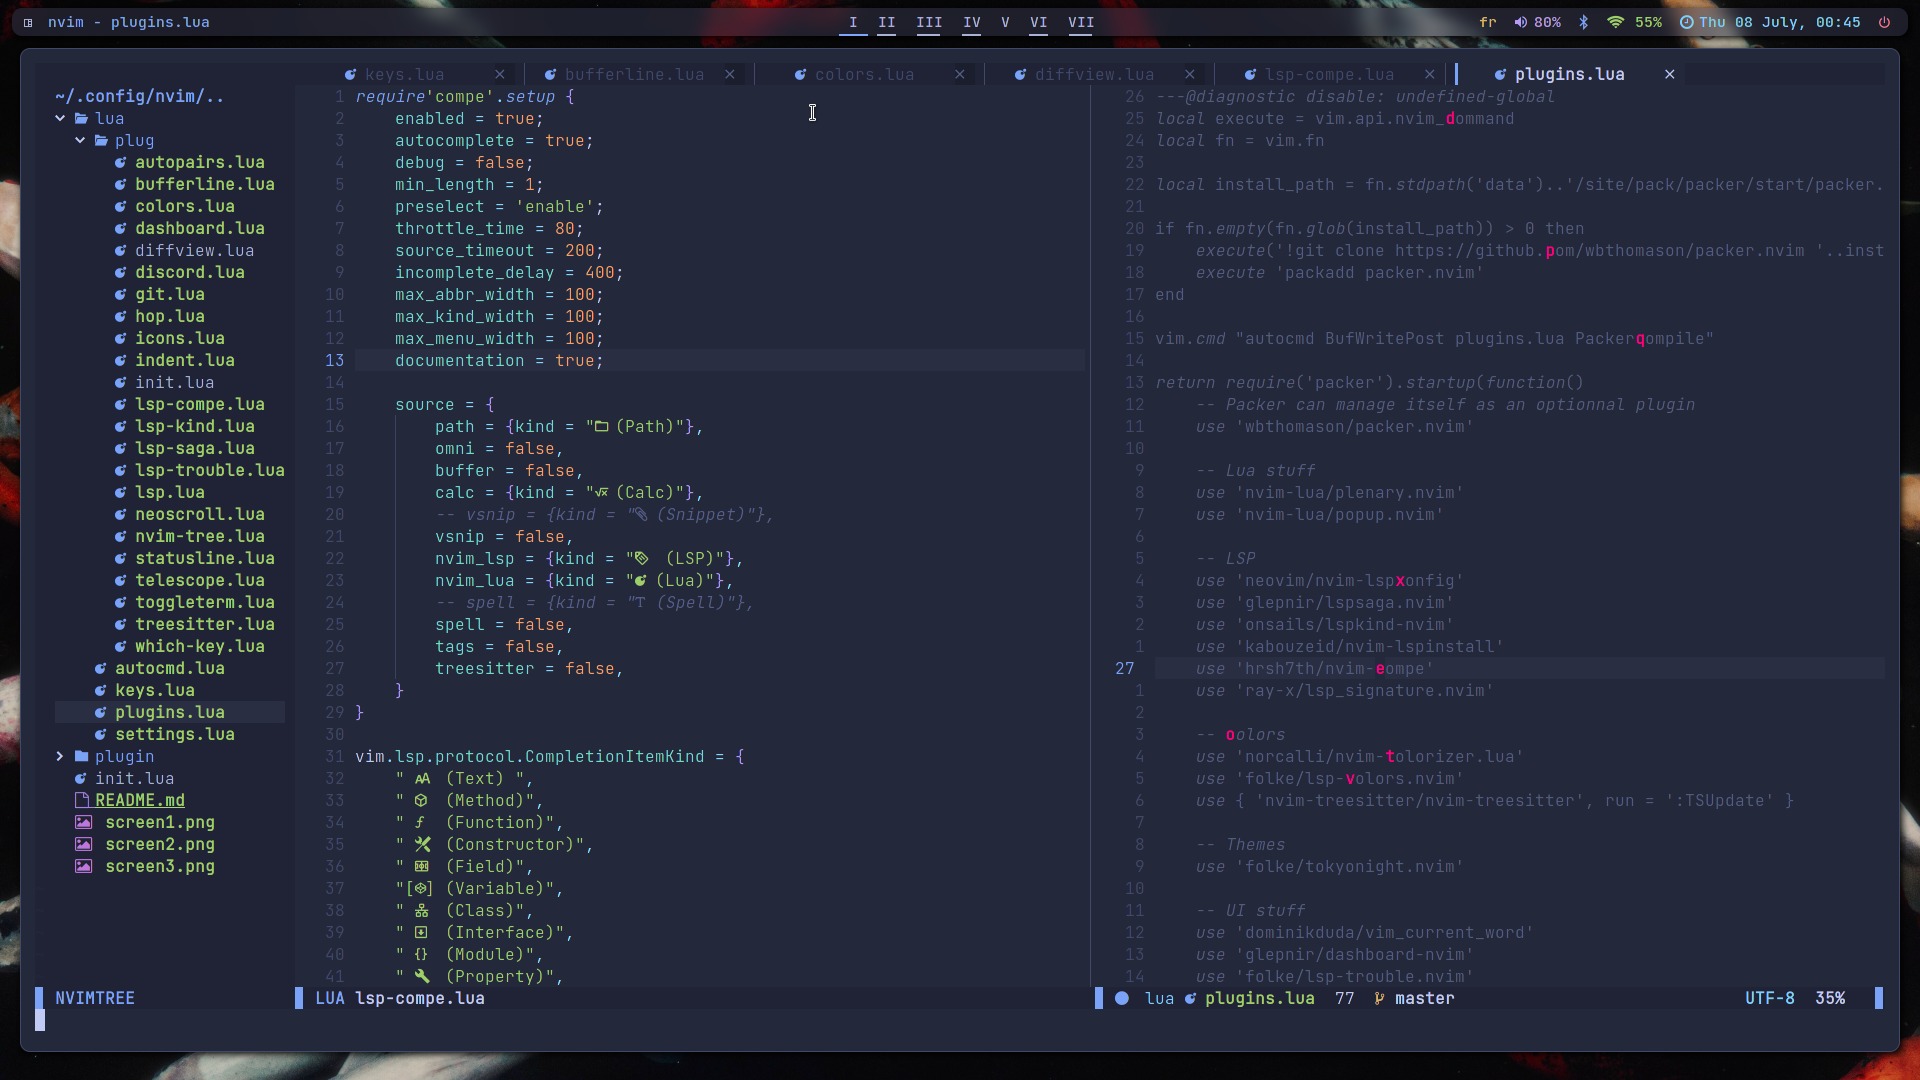 nvim - plugins.lua
I II III IV V VI VII
fr 80% 55% Thu 08 July, 00:45
keys.lua × bufferline.lua × colors.lua × diffview.lua × lsp-compe.lua × plugins.lua ×
~/.config/nvim/..
lua
plug
autopairs.lua
bufferline.lua
colors.lua
dashboard.lua
diffview.lua
discord.lua
git.lua
hop.lua
icons.lua
indent.lua
init.lua
lsp-compe.lua
lsp-kind.lua
lsp-saga.lua
lsp-trouble.lua
lsp.lua
neoscroll.lua
nvim-tree.lua
statusline.lua
telescope.lua
toggleterm.lua
treesitter.lua
which-key.lua
autocmd.lua
keys.lua
plugins.lua
settings.lua
plugin
init.lua
README.md
screen1.png
screen2.png
screen3.png
1 require'compe'.setup {
2 enabled = true;
3 autocomplete = true;
4 debug = false;
5 min_length = 1;
6 preselect = 'enable';
7 throttle_time = 80;
8 source_timeout = 200;
9 incomplete_delay = 400;
10 max_abbr_width = 100;
11 max_kind_width = 100;
12 max_menu_width = 100;
13 documentation = true;
14
15 source = {
16 path = {kind = " (Path)"},
17 omni = false,
18 buffer = false,
19 calc = {kind = " (Calc)"},
20 -- vsnip = {kind = " (Snippet)"},
21 vsnip = false,
22 nvim_lsp = {kind = " (LSP)"},
23 nvim_lua = {kind = " (Lua)"},
24 -- spell = {kind = " (Spell)"},
25 spell = false,
26 tags = false,
27 treesitter = false,
28 }
29 }
30
31 vim.lsp.protocol.CompletionItemKind = {
32 " (Text) ",
33 " (Method)",
34 " (Function)",
35 " (Constructor)",
36 " (Field)",
37 "[] (Variable)",
38 " (Class)",
39 " (Interface)",
40 " {} (Module)",
41 " (Property)",
26 ---@diagnostic disable: undefined-global
25 local execute = vim.api.nvim_dommand
24 local fn = vim.fn
23
22 local install_path = fn.stdpath('data')..'/site/pack/packer/start/packer.
21
20 if fn.empty(fn.glob(install_path)) > 0 then
19 execute('!git clone https://github.pom/wbthomason/packer.nvim '..inst
18 execute 'packadd packer.nvim'
17 end
16
15 vim.cmd "autocmd BufWritePost plugins.lua Packerqompile"
14
13 return require('packer').startup(function()
12 -- Packer can manage itself as an optionnal plugin
11 use 'wbthomason/packer.nvim'
10
9 -- Lua stuff
8 use 'nvim-lua/plenary.nvim'
7 use 'nvim-lua/popup.nvim'
6
5 -- LSP
4 use 'neovim/nvim-lspxonfig'
3 use 'glepnir/lspsaga.nvim'
2 use 'onsails/lspkind-nvim'
1 use 'kabouzeid/nvim-lspinstall'
27 use 'hrsh7th/nvim-eompe'
1 use 'ray-x/lsp_signature.nvim'
2
3 -- oolors
4 use 'norcalli/nvim-tolorizer.lua'
5 use 'folke/lsp-volors.nvim'
6 use { 'nvim-treesitter/nvim-treesitter', run = ':TSUpdate' }
7
8 -- Themes
9 use 'folke/tokyonight.nvim'
10
11 -- UI stuff
12 use 'dominikduda/vim_current_word'
13 use 'glepnir/dashboard-nvim'
14 use 'folke/lsp-trouble.nvim'
NVIMTREE
LUA lsp-compe.lua
lua plugins.lua 77 master UTF-8 35%